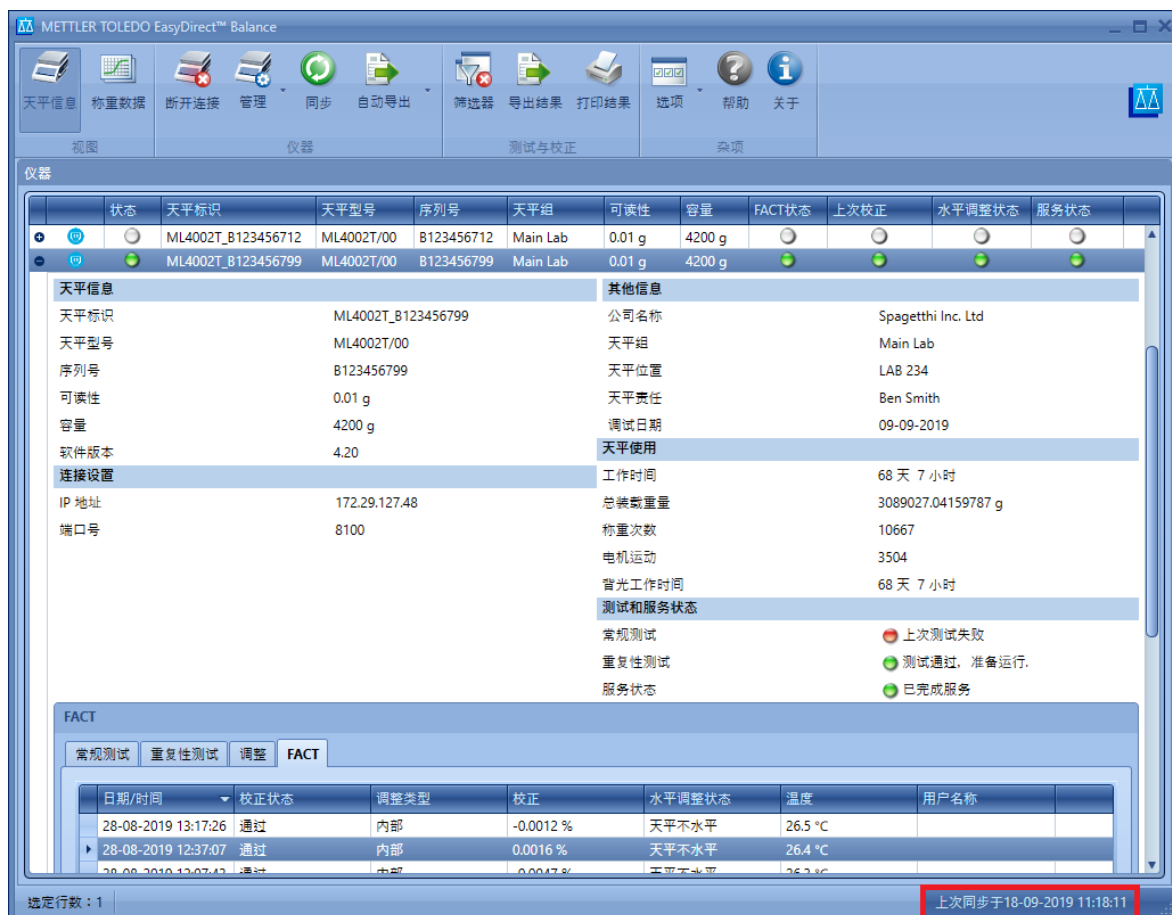 METTLER TOLEDO EasyDirect™ Balance
天平信息 称重数据 断开连接 管理 同步 自动导出 筛选器 导出结果 打印结果 选项 帮助 关于
视图 仪器 测试与校正 杂项
仪器
状态 天平标识 天平型号 序列号 天平组 可读性 容量 FACT状态 上次校正 水平调整状态 服务状态
ML4002T_B123456712 ML4002T/00 B123456712 Main Lab 0.01 g 4200 g
ML4002T_B123456799 ML4002T/00 B123456799 Main Lab 0.01 g 4200 g
天平信息 其他信息
天平标识 ML4002T_B123456799 公司名称 Spagetthi Inc. Ltd
天平型号 ML4002T/00 天平组 Main Lab
序列号 B123456799 天平位置 LAB 234
可读性 0.01 g 天平责任 Ben Smith
容量 4200 g 调试日期 09-09-2019
软件版本 4.20 天平使用
连接设置 工作时间 68 天 7 小时
IP 地址 172.29.127.48 总装载重量 3089027.04159787 g
端口号 8100 称重次数 10667
电机运动 3504
背光工作时间 68 天 7 小时
测试和服务状态
常规测试 上次测试失败
重复性测试 测试通过，准备运行.
服务状态 已完成服务
FACT
常规测试 重复性测试 调整 FACT
日期/时间 校正状态 调整类型 校正 水平调整状态 温度 用户名称
28-08-2019 13:17:26 通过 内部 -0.0012 % 天平不水平 26.5 °C
28-08-2019 12:37:07 通过 内部 0.0016 % 天平不水平 26.4 °C
28-08-2019 12:07:43 通过 内部 -0.0047 % 天平不水平 26.3 °C
选定行数：1 上次同步于18-09-2019 11:18:11